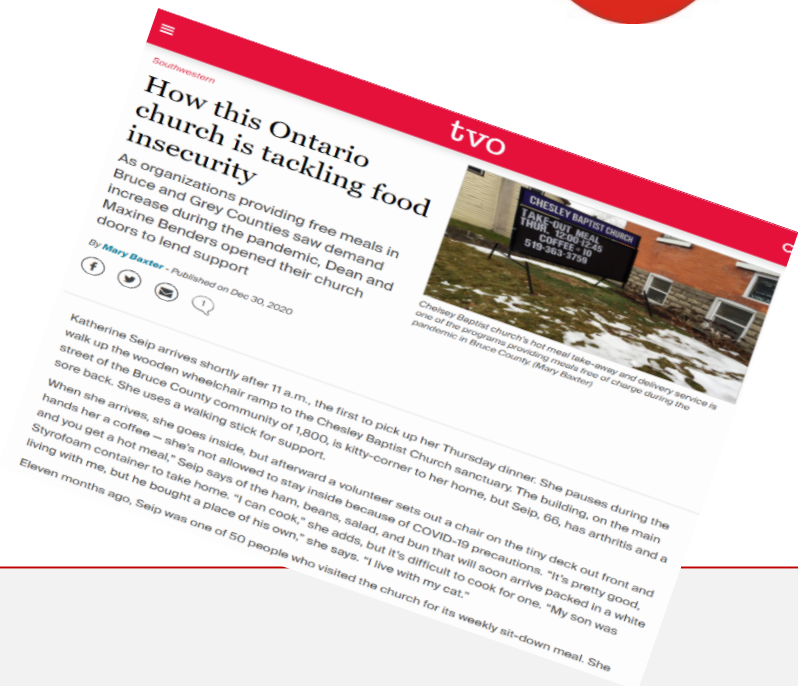 tvo
Southwestern
How this Ontario
church is tackling food
insecurity
As organizations providing free meals in
Bruce and Grey Counties saw demand
increase during the pandemic, Dean and
Maxine Benders opened their church
doors to lend support
By Mary Baxter - Published on Dec 30, 2020
1
CHESLEY BAPTIST CHURCH
TAKE-OUT MEAL
THUR. 12:00-12:45
COFFEE - 10
519-363-3759
Chelsey Baptist church's hot meal take-away and delivery service is
one of the programs providing meals free of charge during the
pandemic in Bruce County. (Mary Baxter)
Katherine Seip arrives shortly after 11 a.m., the first to pick up her Thursday dinner. She pauses during the
walk up the wooden wheelchair ramp to the Chesley Baptist Church sanctuary. The building, on the main
street of the Bruce County community of 1,800, is kitty-corner to her home, but Seip, 66, has arthritis and a
sore back. She uses a walking stick for support.
When she arrives, she goes inside, but afterward a volunteer sets out a chair on the tiny deck out front and
hands her a coffee — she's not allowed to stay inside because of COVID-19 precautions. "It's pretty good,
and you get a hot meal," Seip says of the ham, beans, salad, and bun that will soon arrive packed in a white
Styrofoam container to take home. "I can cook," she adds, but it's difficult to cook for one. "My son was
living with me, but he bought a place of his own," she says. "I live with my cat."
Eleven months ago, Seip was one of 50 people who visited the church for its weekly sit-down meal. She